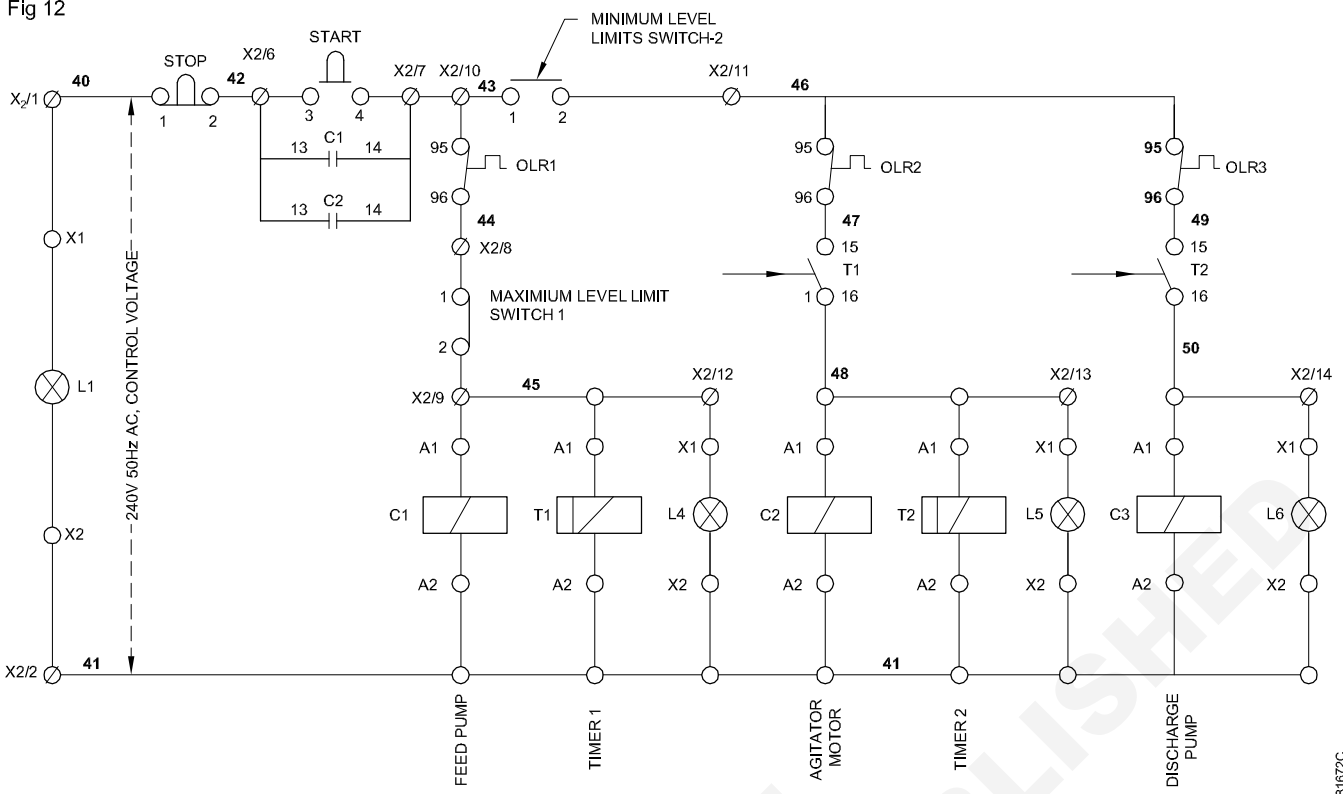 Fig 12
MINIMUM LEVEL
LIMITS SWITCH-2
START
STOP
X2/6
X2/7
X2/10
X2/11
40
42
43
46
X2/1
1
2
3
4
1
2
13
C1
14
13
C2
14
95
OLR1
96
44
X2/8
95
OLR2
96
47
95
OLR3
96
49
15
T1
1
16
15
T2
16
X1
1
MAXIMIUM LEVEL LIMIT
SWITCH 1
2
240V 50Hz AC, CONTROL VOLTAGE
50
L1
X2/9
45
X2/12
48
X2/13
X2/14
A1
A1
X1
A1
A1
X1
A1
X1
C1
T1
L4
C2
T2
L5
C3
L6
X2
A2
A2
X2
A2
A2
X2
A2
X2
X2/2
41
41
FEED PUMP
TIMER 1
AGITATOR
MOTOR
TIMER 2
DISCHARGE
PUMP